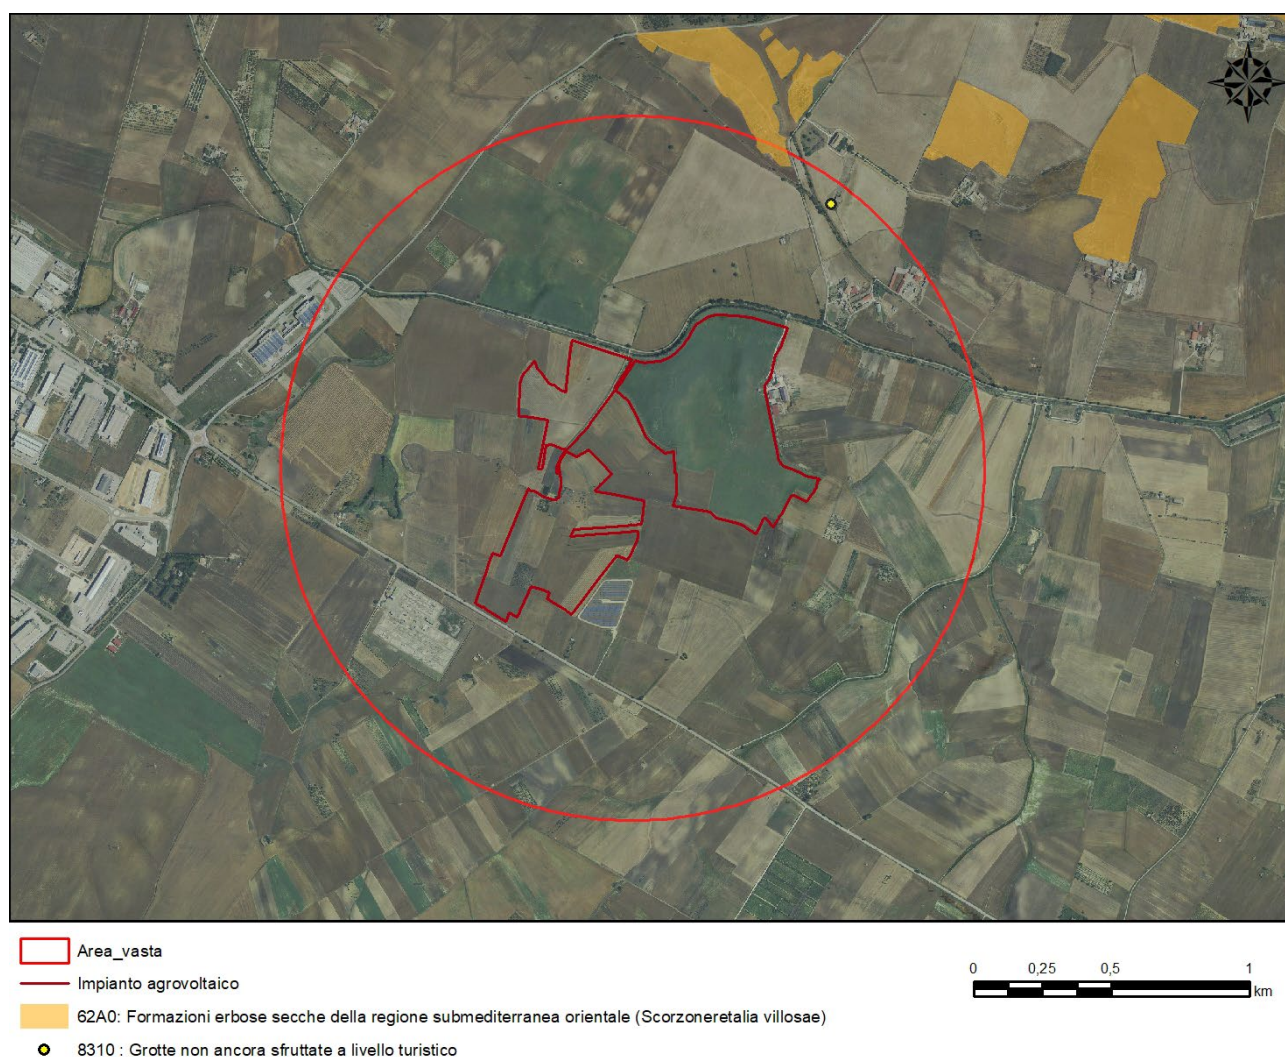 Area_vasta
Impianto agrovoltaico
62A0: Formazioni erbose secche della regione submediterranea orientale (Scorzoneretalia villosae)
8310 : Grotte non ancora sfruttate a livello turistico
0 0,25 0,5 1
km